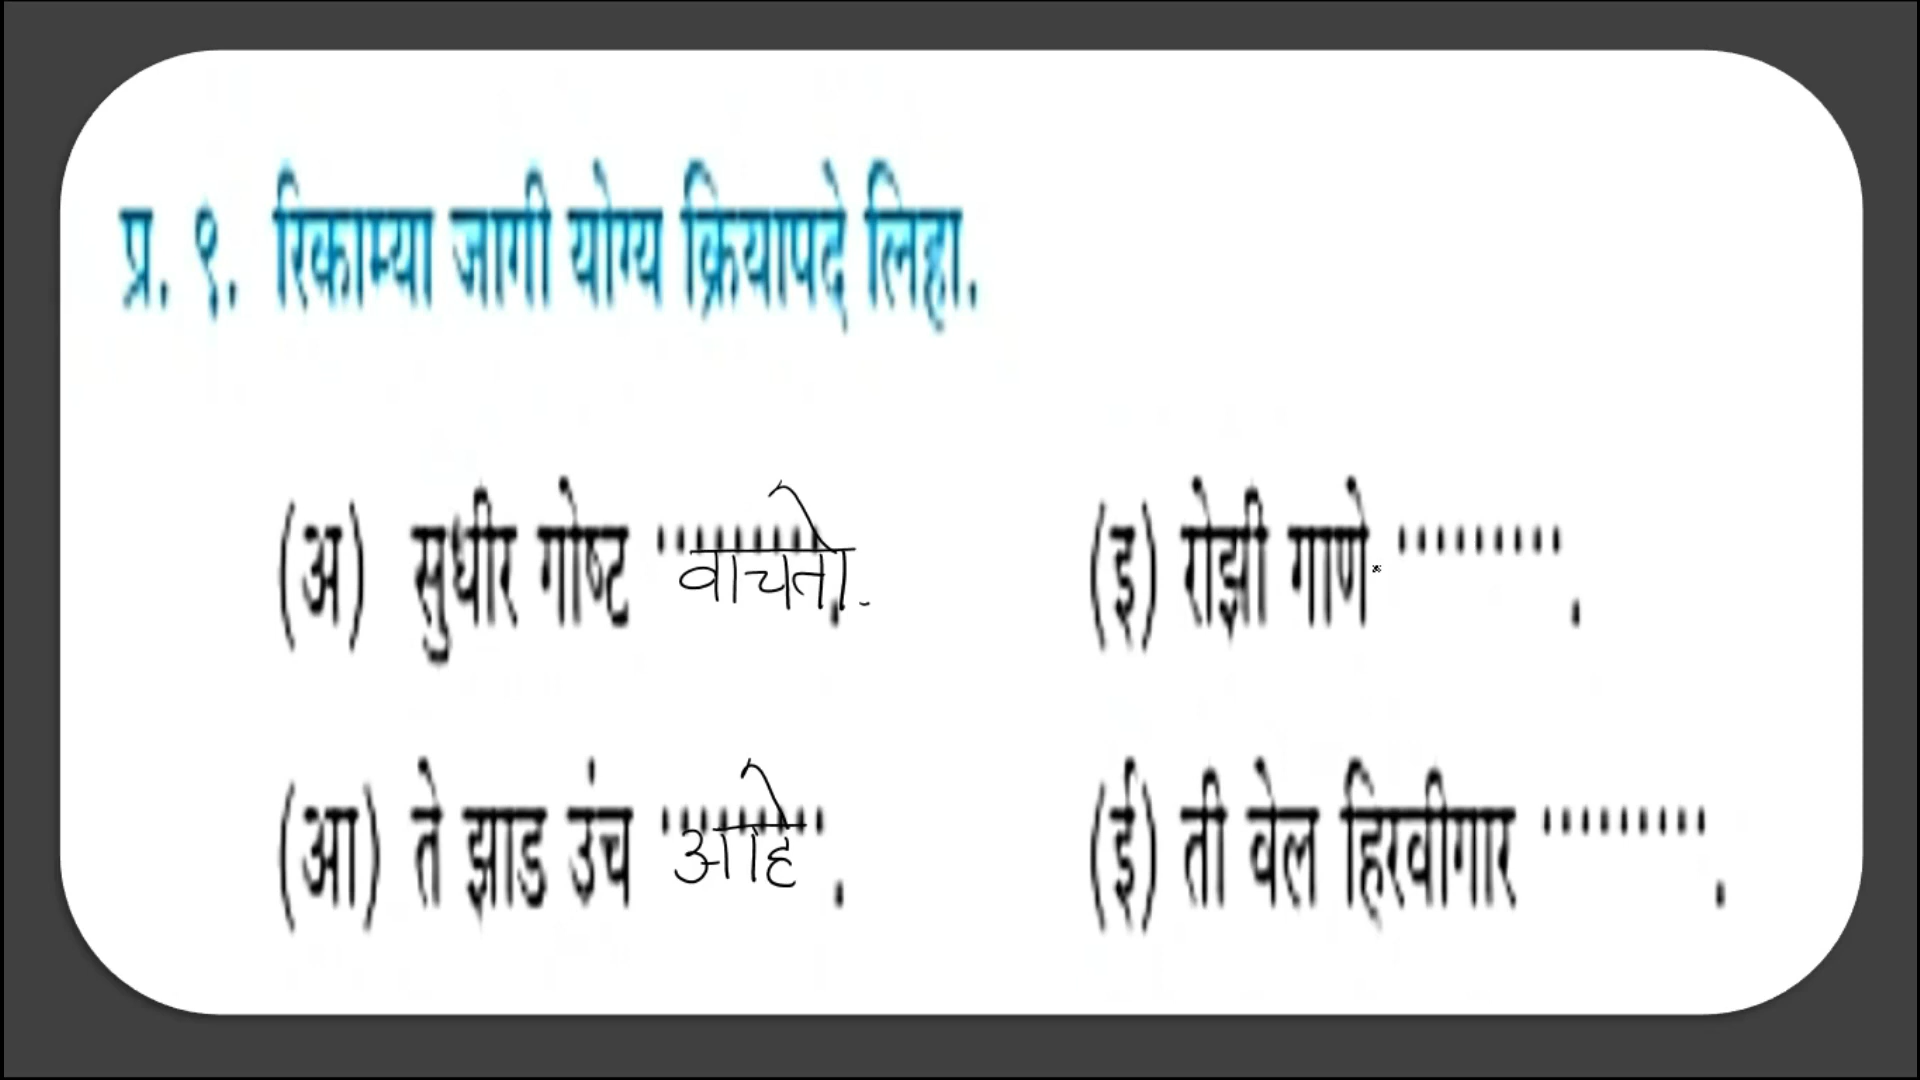 प्र. १. रिकाम्या जागी योग्य क्रियापदे लिहा.
(अ) सुधीर गोष्ट ......... वाचतो.
(इ) रोझी गाणे ......... .
(आ) ते झाड उंच ......... आहे .
(ई) ती वेल हिरवीगार ......... .